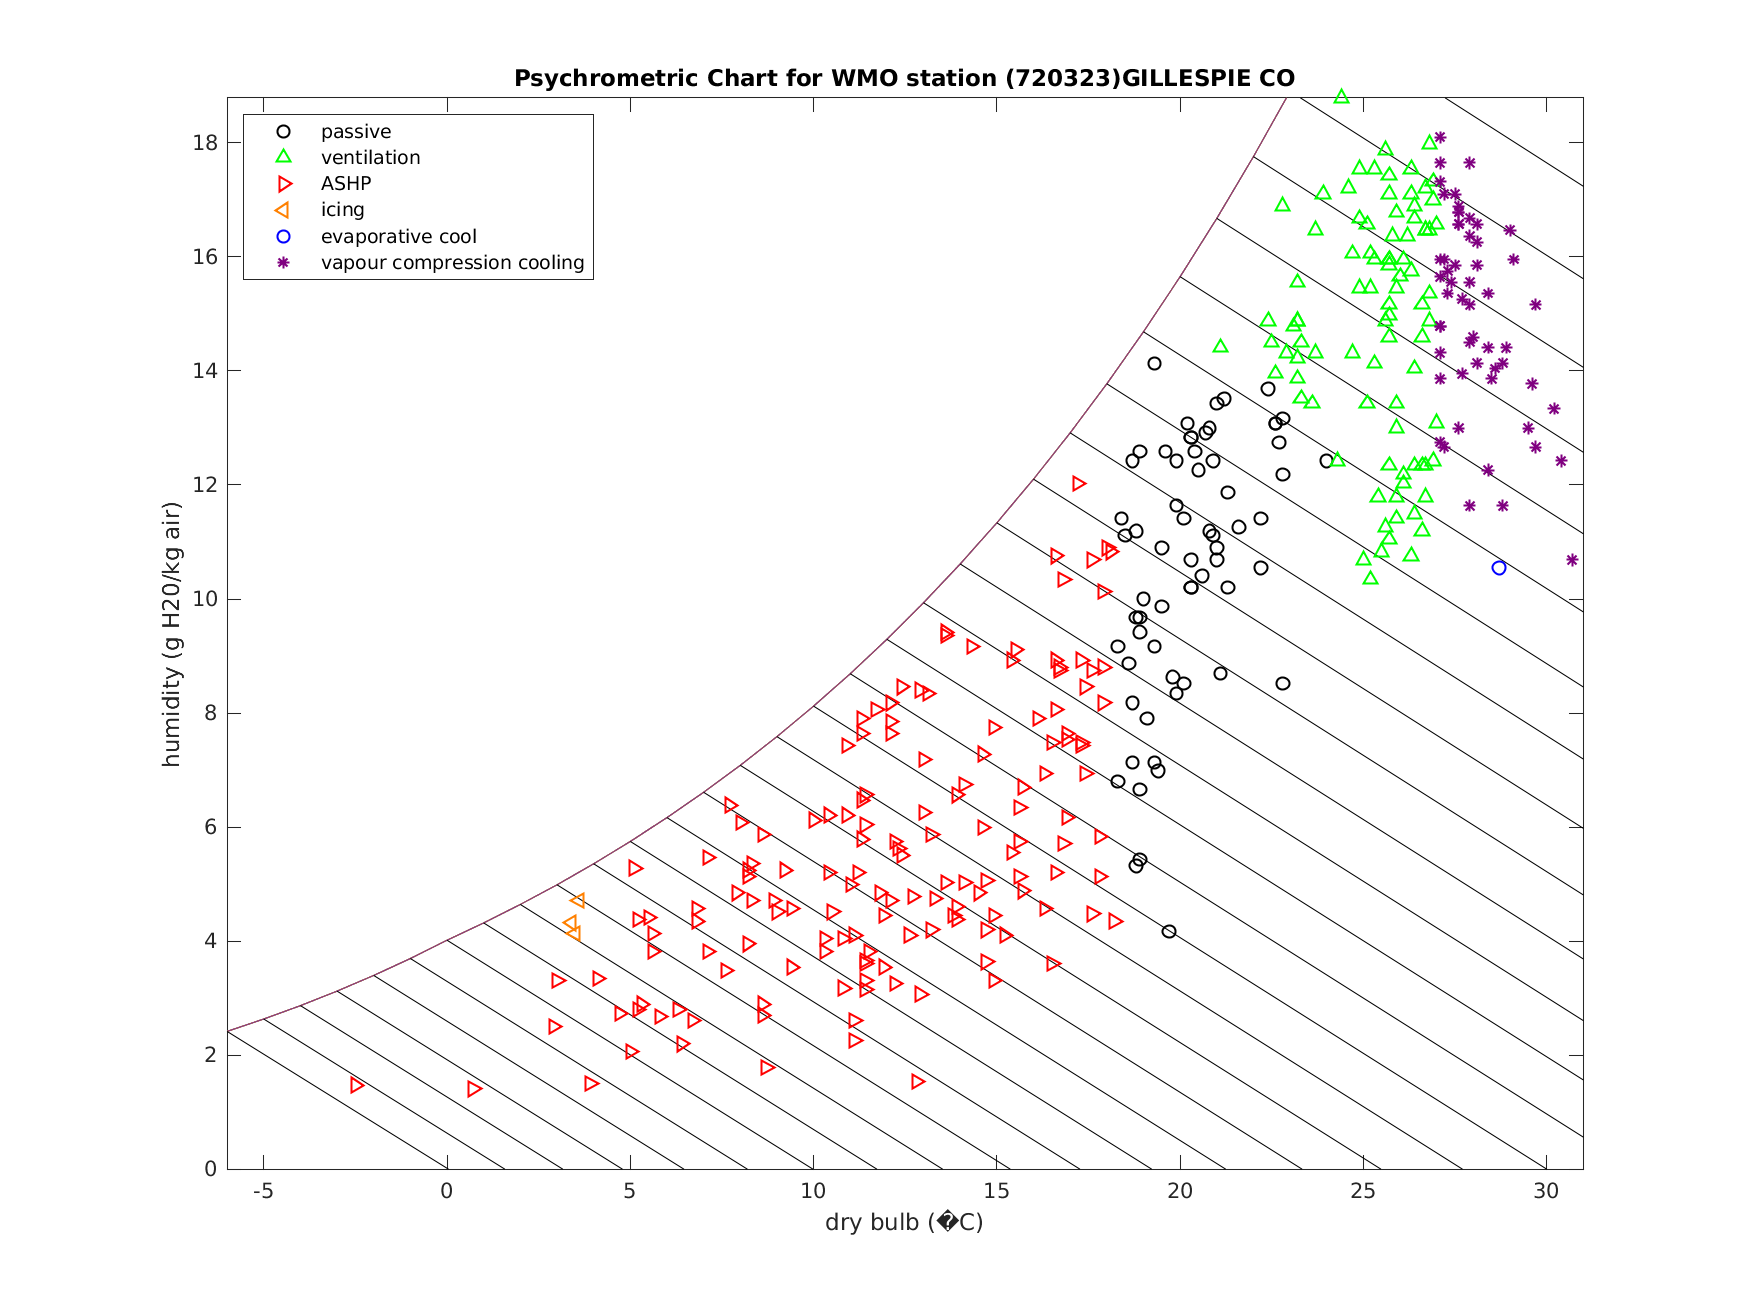 Psychrometric Chart for WMO station (720323)GILLESPIE CO
passive
ventilation
ASHP
icing
evaporative cool
vapour compression cooling
humidity (g H20/kg air)
18
16
14
12
10
8
6
4
2
0
-5 0 5 10 15 20 25 30
dry bulb (�C)